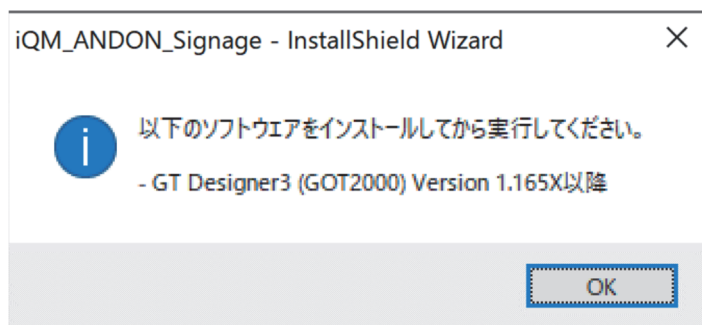 iQM_ANDON_Signage - InstallShield Wizard
以下のソフトウェアをインストールしてから実行してください。
- GT Designer3 (GOT2000) Version 1.165X以降
OK